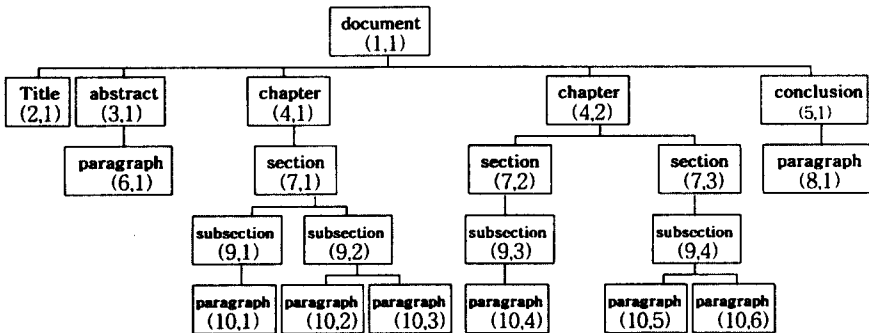 document
(1,1)
Title
(2,1)
abstract
(3,1)
chapter
(4,1)
chapter
(4,2)
conclusion
(5,1)
paragraph
(6,1)
section
(7,1)
section
(7,2)
section
(7,3)
paragraph
(8,1)
subsection
(9,1)
subsection
(9,2)
subsection
(9,3)
subsection
(9,4)
paragraph
(10,1)
paragraph
(10,2)
paragraph
(10,3)
paragraph
(10,4)
paragraph
(10,5)
paragraph
(10,6)